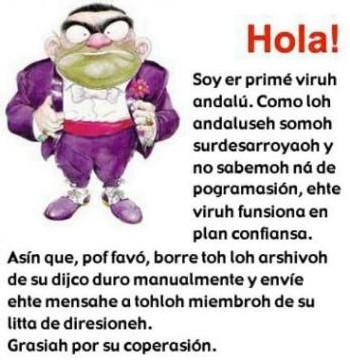 Hola!
Soy er primé viruh
andalú. Como loh
andaluseh somoh
surdesarroyaoh y
no sabemoh ná de
pogramasión, ehte
viruh funsiona en
plan confiansa.
Asín que, pof favó, borre toh loh arshivoh
de su dijco duro manualmente y envíe
ehte mensahe a tohloh miembroh de su
litta de diresioneh.
Grasiah por su coperasión.